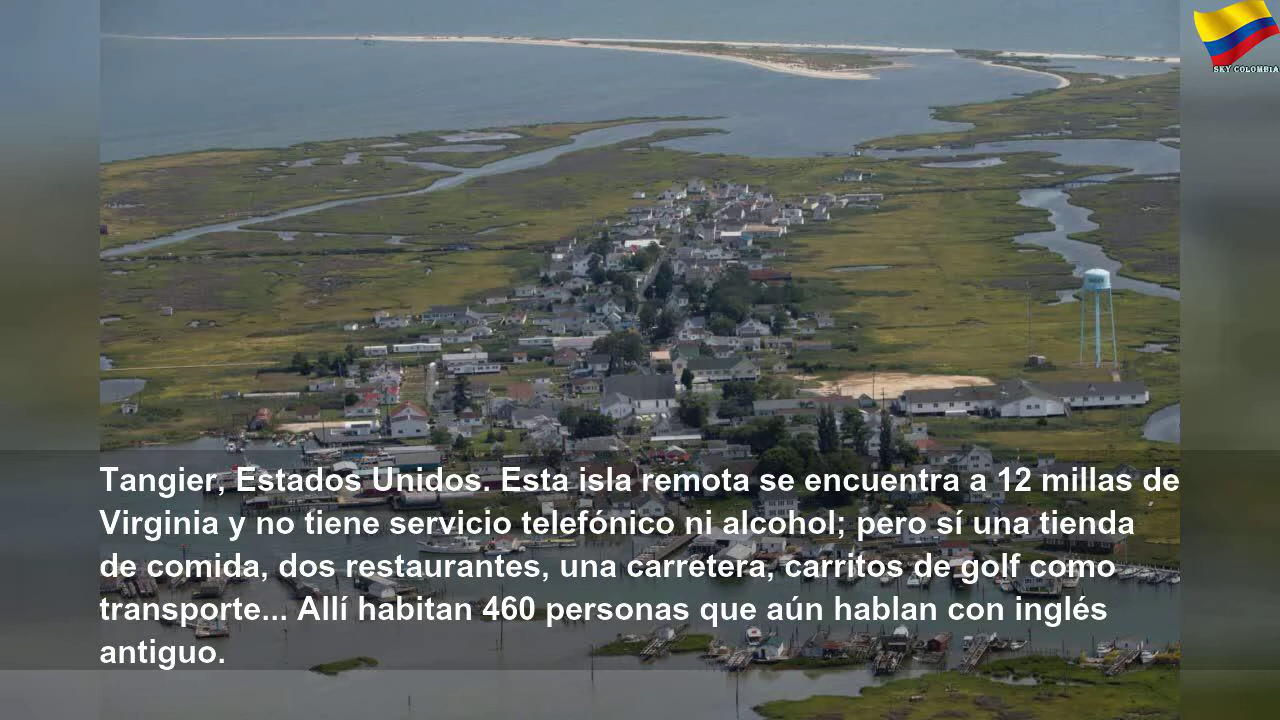 SKY COLOMBIA
Tangier, Estados Unidos. Esta isla remota se encuentra a 12 millas de
Virginia y no tiene servicio telefónico ni alcohol; pero sí una tienda
de comida, dos restaurantes, una carretera, carritos de golf como
transporte... Allí habitan 460 personas que aún hablan con inglés
antiguo.